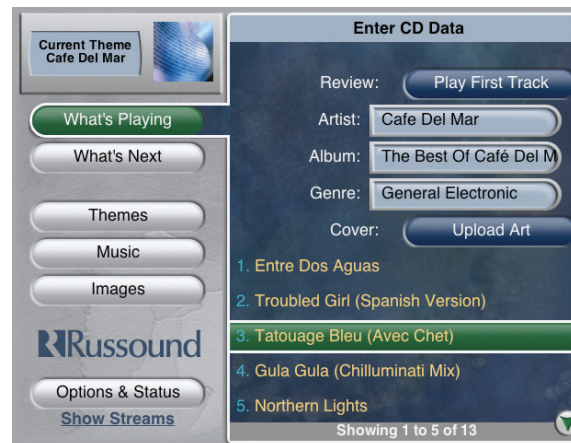 Current Theme
Cafe Del Mar
What's Playing
What's Next
Themes
Music
Images
Russound
Options & Status
Show Streams
Enter CD Data
Review: Play First Track
Artist: Cafe Del Mar
Album: The Best Of Café Del M
Genre: General Electronic
Cover: Upload Art
1. Entre Dos Aguas
2. Troubled Girl (Spanish Version)
3. Tatouage Bleu (Avec Chet)
4. Gula Gula (Chilluminati Mix)
5. Northern Lights
Showing 1 to 5 of 13